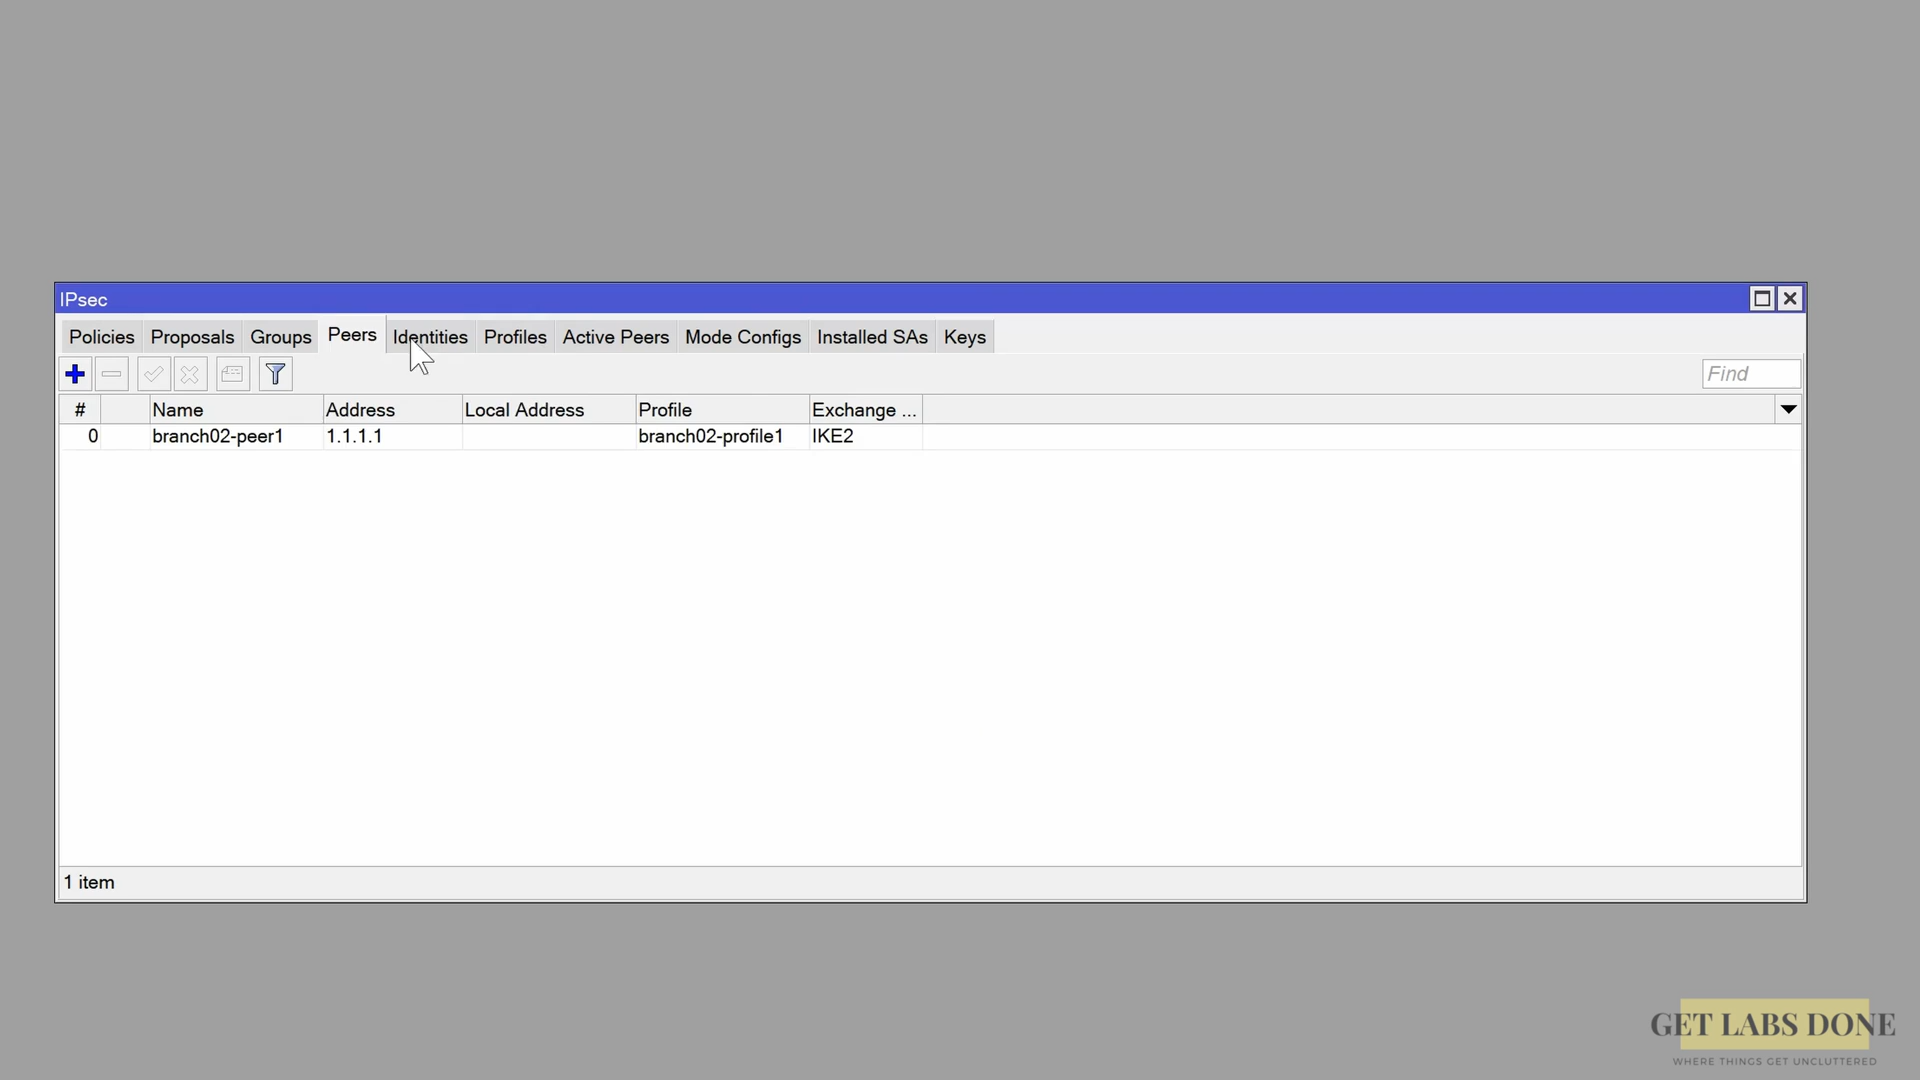 IPsec
Policies Proposals Groups Peers Identities Profiles Active Peers Mode Configs Installed SAs Keys
Find
# Name Address Local Address Profile Exchange ...
0 branch02-peer1 1.1.1.1 branch02-profile1 IKE2
1 item
GET LABS DONE
WHERE THINGS GET UNCLUTTERED